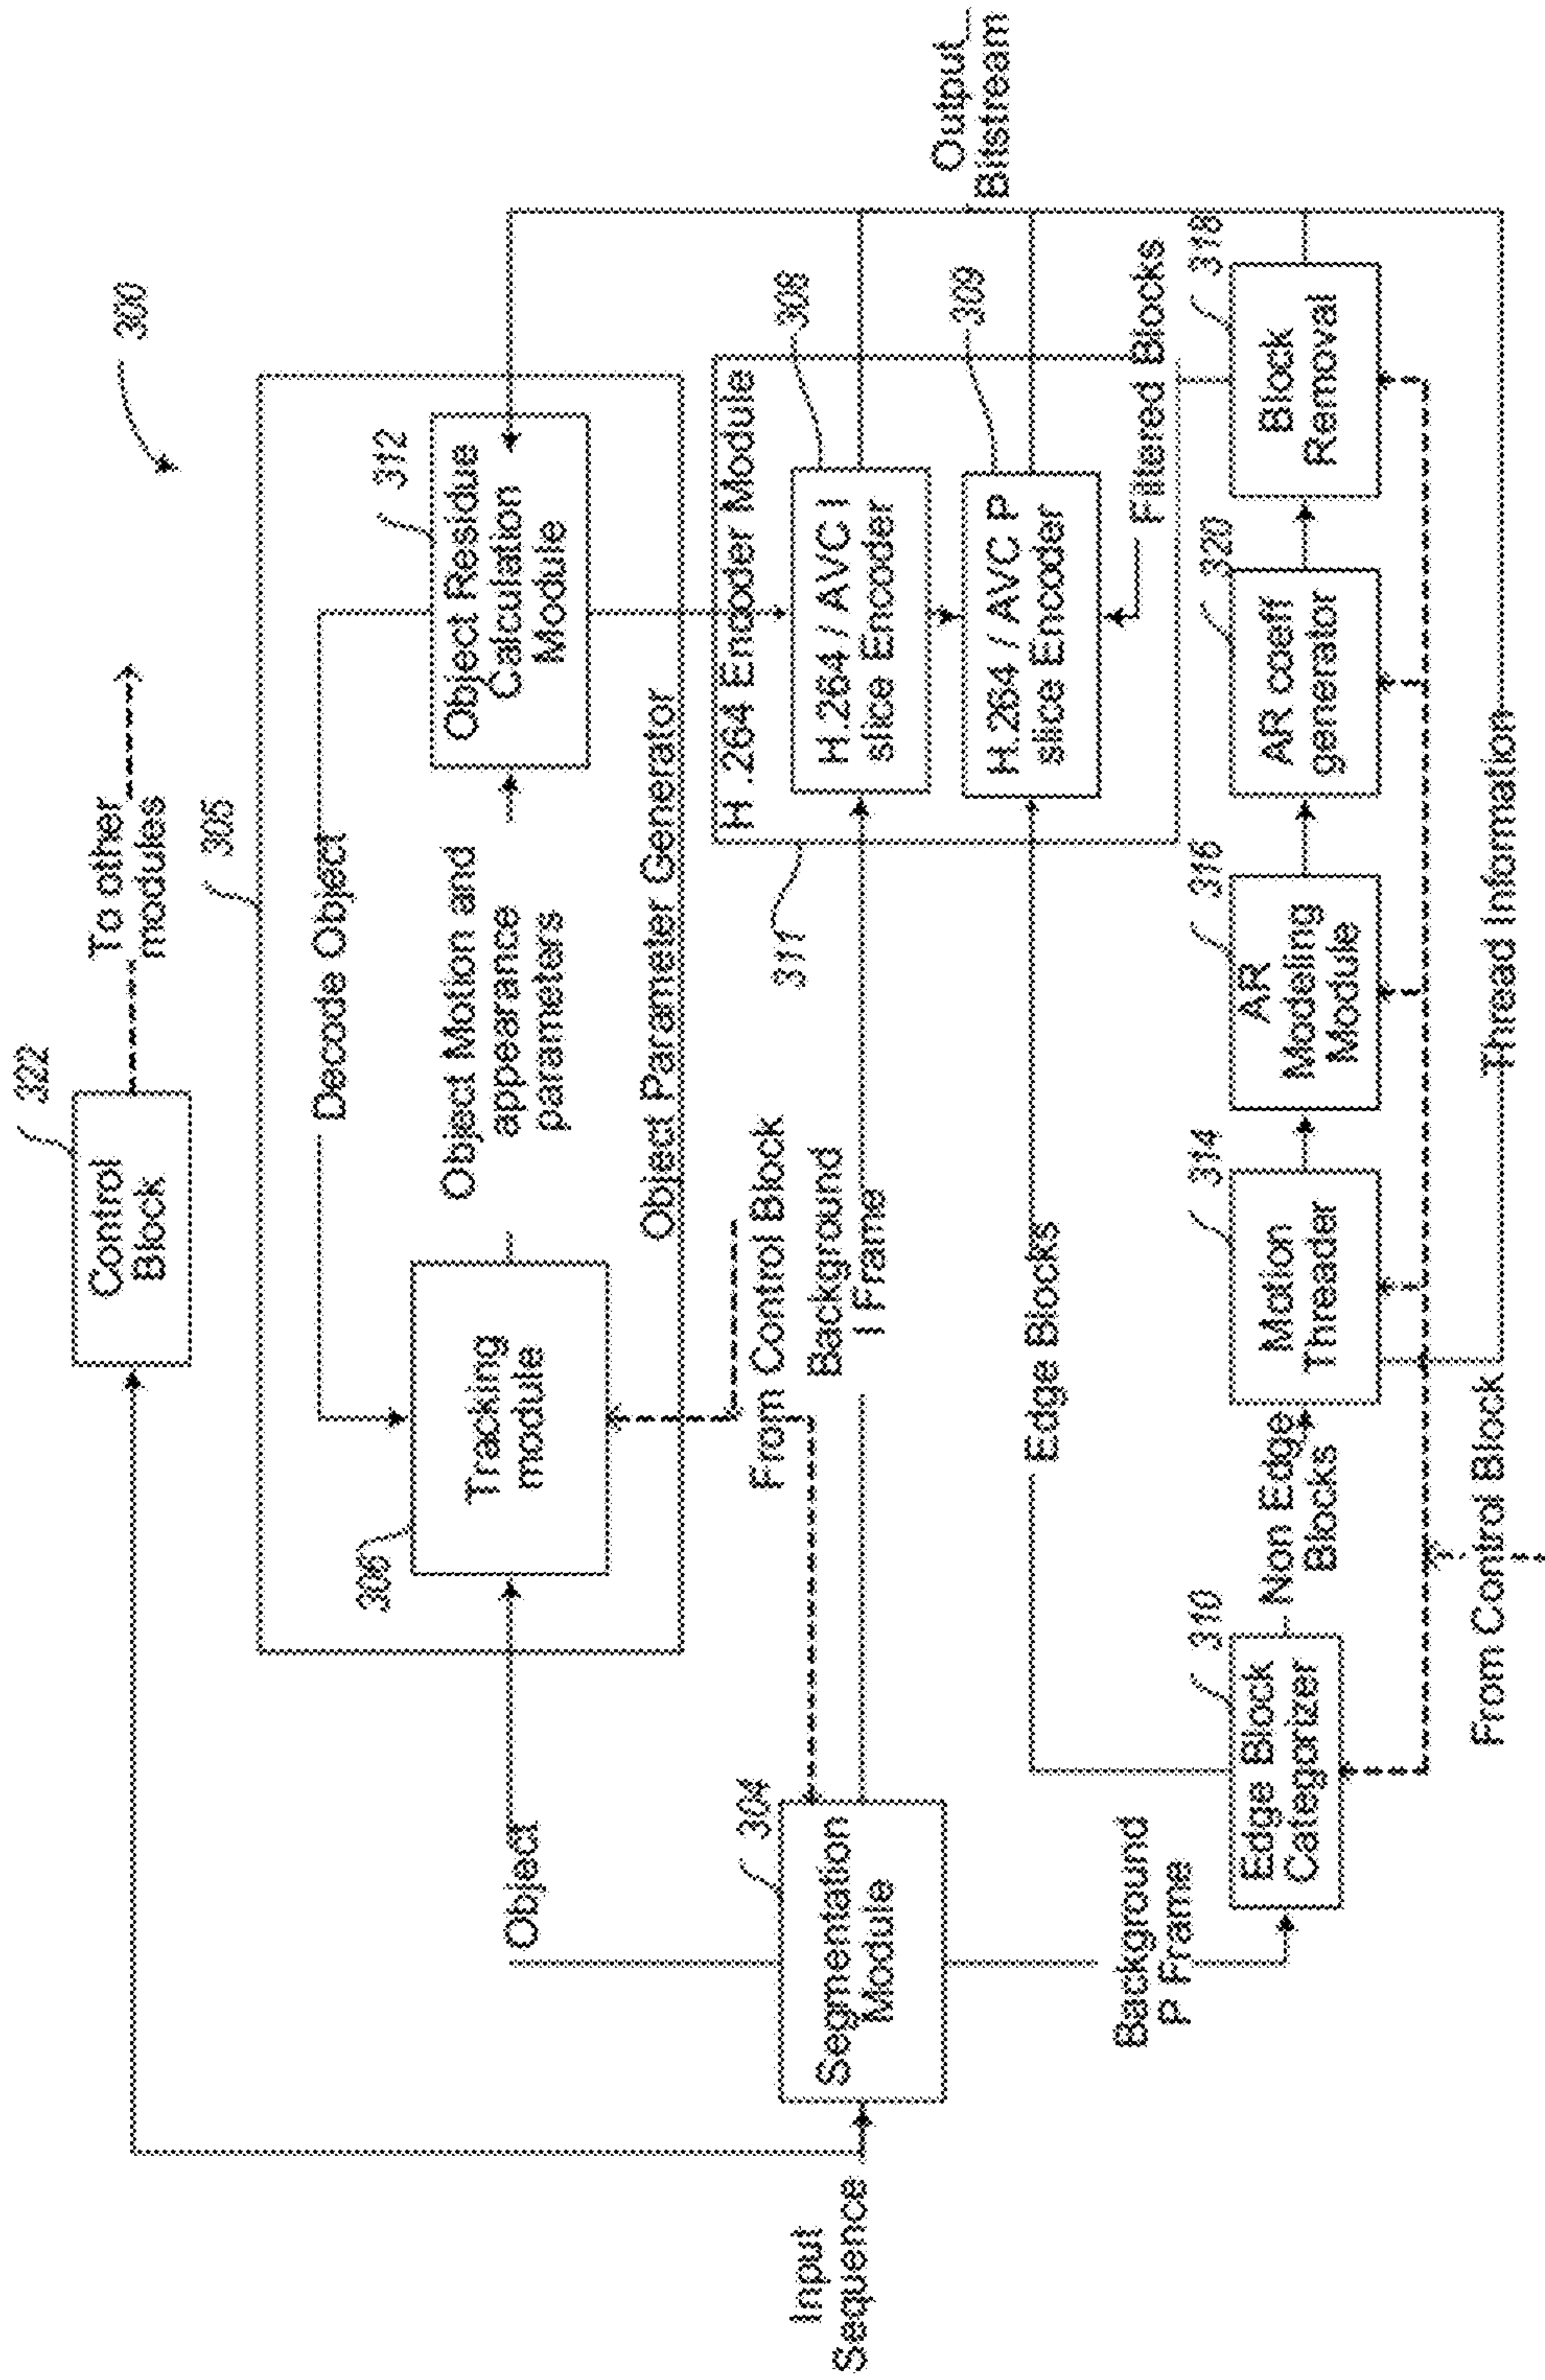 300
322
Control
Block
To other
modules
305
Decode Object
306
Tracking
module
Object Motion and
appearance
parameters
312
Object Residue
Calculation
Module
Object Parameter Generator
Object
From Control Block
Input
Sequence
304
Segmentation
Module
Background
I Frame
311
H.264 Encoder Module
308
H.264 / AVC I
slice Encoder
309
H.264 / AVC P
slice Encoder
Output
Bitstream
Edge Blocks
Filtered Blocks
Background
P Frame
310
Edge Block
Categorizer
Non Edge
Blocks
314
Motion
Threader
316
AR
Modeling
Module
320
AR coeff
generator
318
Block
Removal
From Control Block
Thread Information